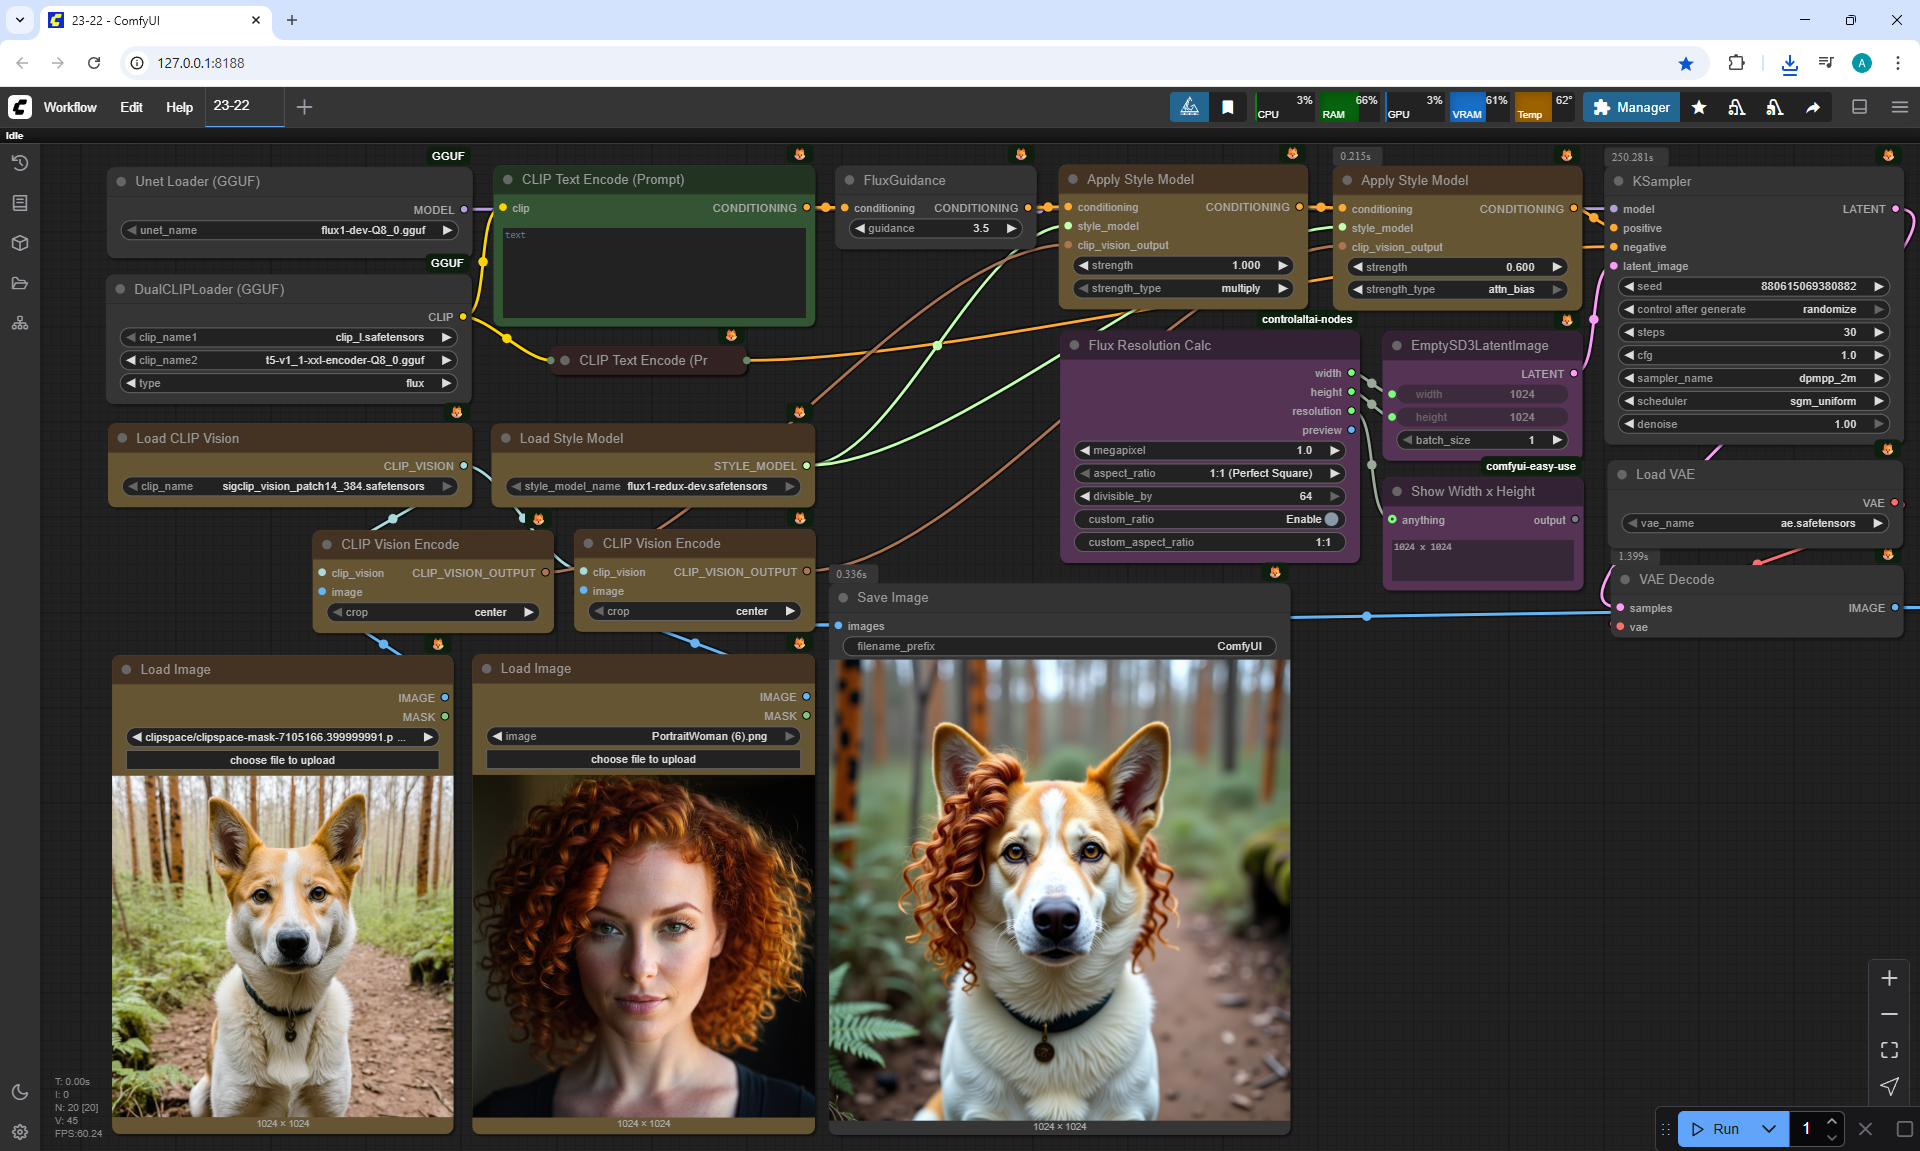 23-22 - ComfyUI
127.0.0.1:8188
A
Workflow
Edit
Help
23-22
CPU 3%
RAM 66%
GPU 3%
VRAM 61%
Temp 62°
Manager
Idle
GGUF
Unet Loader (GGUF)
MODEL
unet_name flux1-dev-Q8_0.gguf
GGUF
DualCLIPLoader (GGUF)
CLIP
clip_name1 clip_l.safetensors
clip_name2 t5-v1_1-xxl-encoder-Q8_0.gguf
type flux
CLIP Text Encode (Prompt)
clip CONDITIONING
text
CLIP Text Encode (Pr
FluxGuidance
conditioning CONDITIONING
guidance 3.5
Apply Style Model
conditioning CONDITIONING
style_model
clip_vision_output
strength 1.000
strength_type multiply
0.215s
Apply Style Model
conditioning CONDITIONING
style_model
clip_vision_output
strength 0.600
strength_type attn_bias
250.281s
KSampler
model LATENT
positive
negative
latent_image
seed 880615069380882
control after generate randomize
steps 30
cfg 1.0
sampler_name dpmpp_2m
scheduler sgm_uniform
denoise 1.00
controlaltai-nodes
Flux Resolution Calc
width
height
resolution
preview
megapixel 1.0
aspect_ratio 1:1 (Perfect Square)
divisible_by 64
custom_ratio Enable
custom_aspect_ratio 1:1
EmptySD3LatentImage
LATENT
width 1024
height 1024
batch_size 1
comfyui-easy-use
Show Width x Height
anything output
1024 x 1024
Load VAE
VAE
vae_name ae.safetensors
1.399s
VAE Decode
samples IMAGE
vae
Load CLIP Vision
CLIP_VISION
clip_name sigclip_vision_patch14_384.safetensors
Load Style Model
STYLE_MODEL
style_model_name flux1-redux-dev.safetensors
CLIP Vision Encode
clip_vision CLIP_VISION_OUTPUT
image
crop center
CLIP Vision Encode
clip_vision CLIP_VISION_OUTPUT
image
crop center
Load Image
IMAGE
MASK
clipspace/clipspace-mask-7105166.399999991.p ...
choose file to upload
1024 × 1024
Load Image
IMAGE
MASK
image PortraitWoman (6).png
choose file to upload
1024 × 1024
0.336s
Save Image
images
filename_prefix ComfyUI
1024 × 1024
T: 0.00s
I: 0
N: 20 [20]
V: 45
FPS:60.24
Run
1